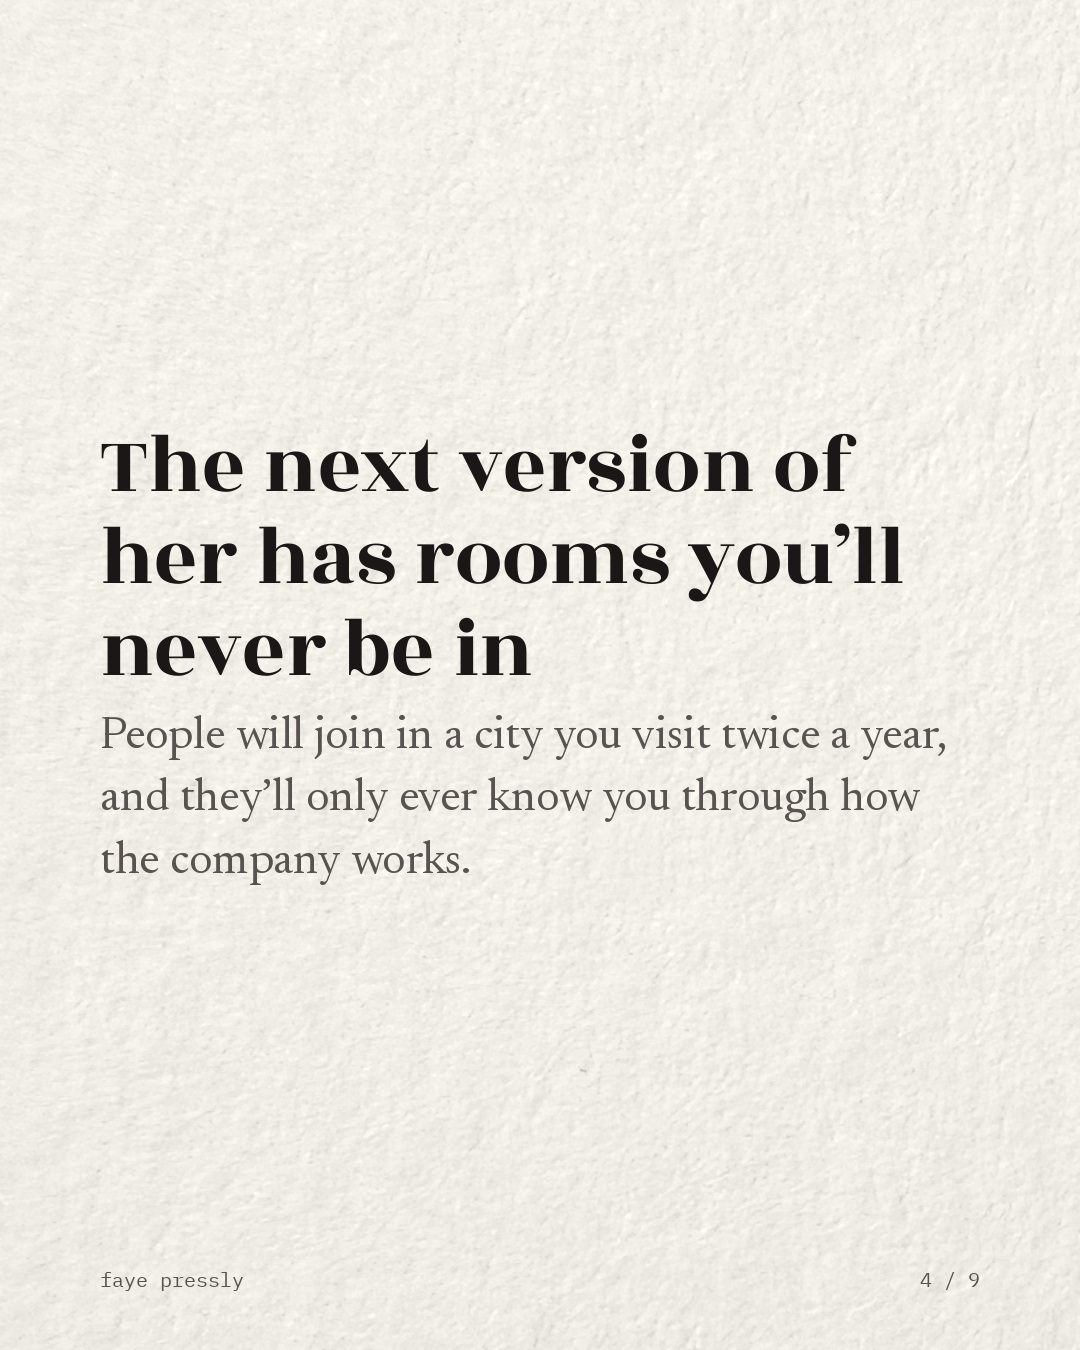 The next version of
her has rooms you’ll
never be in
People will join in a city you visit twice a year,
and they’ll only ever know you through how
the company works.
faye pressly
4 / 9